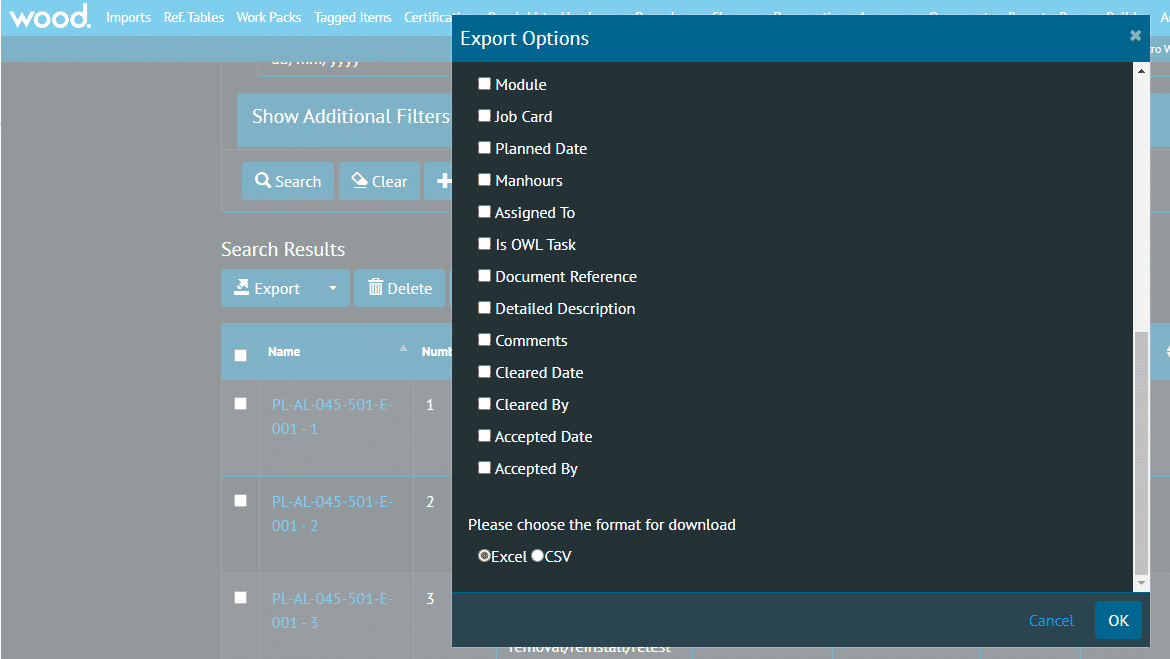 wood.
Imports Ref. Tables Work Packs Tagged Items
Export Options
dd/mm/yyyy
Module
Show Additional Filters
Job Card
Planned Date
Search Clear
Manhours
Assigned To
Search Results
Is OWL Task
Export Delete
Document Reference
Detailed Description
Name
Comments
Cleared Date
PL-AL-045-501-E-
001 - 1
1
Cleared By
Accepted Date
Accepted By
PL-AL-045-501-E-
001 - 2
2
Please choose the format for download
Excel CSV
PL-AL-045-501-E-
001 - 3
3
Cancel OK
removal/reinstall/retest